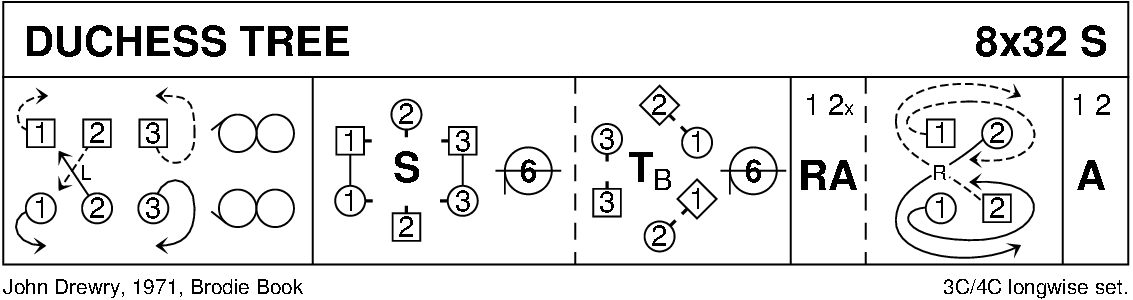 DUCHESS TREE 8x32 S
1 2 3 L 1 2 3
2 1 3 S 1 3 2 6
2 3 1 TB 3 1 2 6
1 2x RA
1 2 R 1 2
1 2 A
John Drewry, 1971, Brodie Book 3C/4C longwise set.